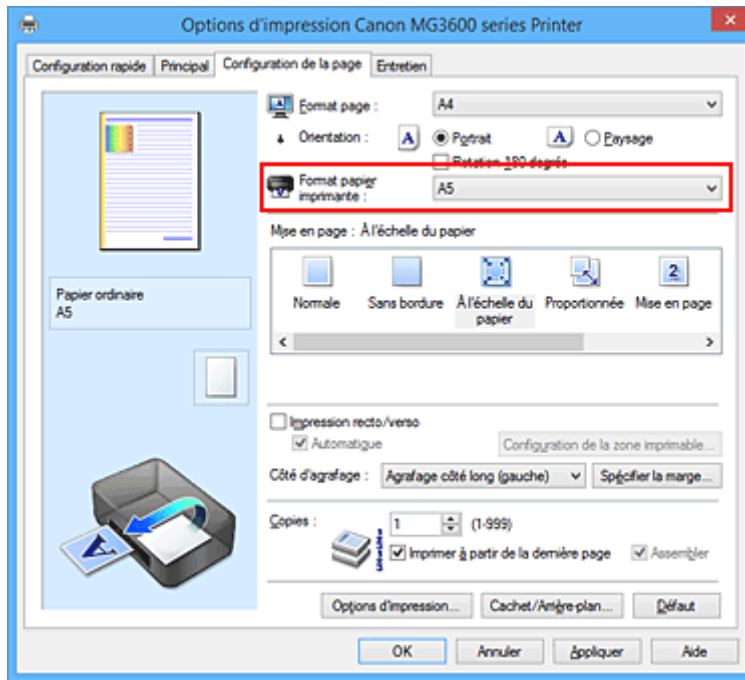 Options d'impression Canon MG3600 series Printer
Configuration rapide Principal Configuration de la page Entretien
Format page : A4
Orientation : A Portrait A Paysage
Rotation 180 degrés
Format papier imprimante : A5
Mise en page : À l'échelle du papier
Normale Sans bordure À l'échelle du papier Proportionnée Mise en page
Papier ordinaire
A5
Impression recto/verso
Automatique Configuration de la zone imprimable...
Côté d'agrafage : Agrafage côté long (gauche) Spécifier la marge...
Copies : 1 (1-999)
Imprimer à partir de la dernière page Assembler
Options d'impression... Cachet/Arrière-plan... Défaut
OK Annuler Appliquer Aide